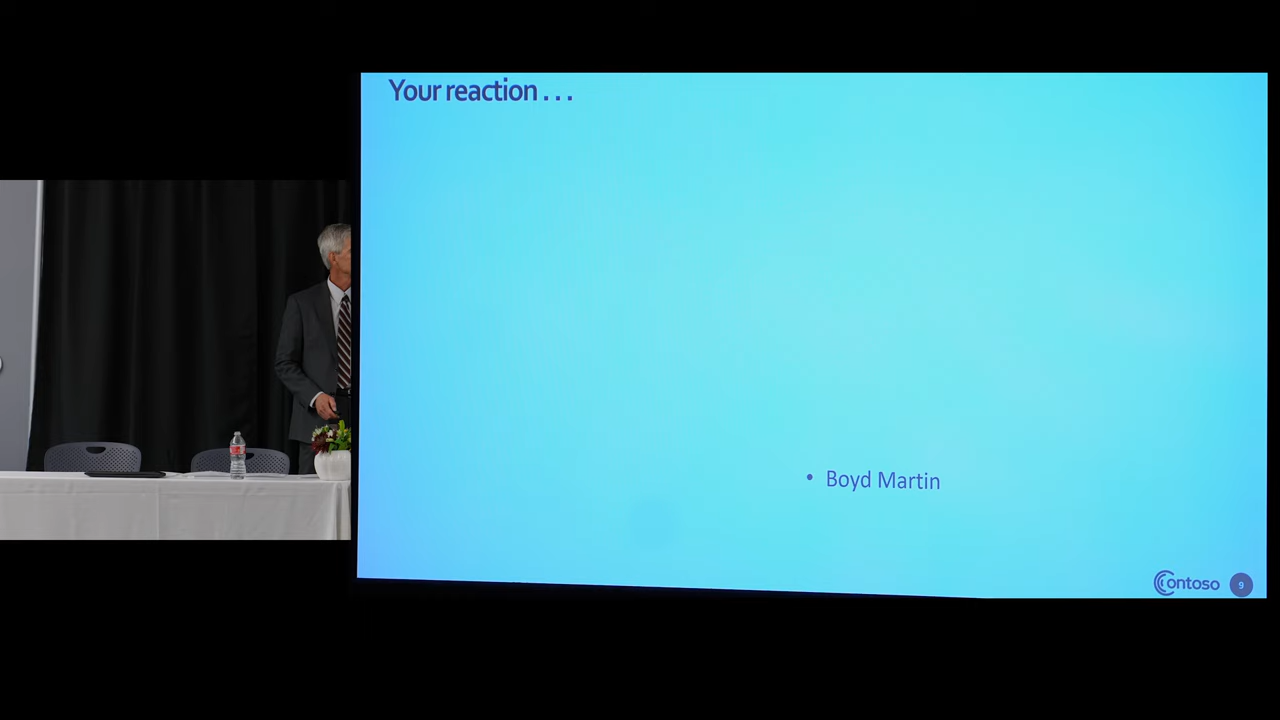 Your reaction . . .
• Boyd Martin
Contoso
9